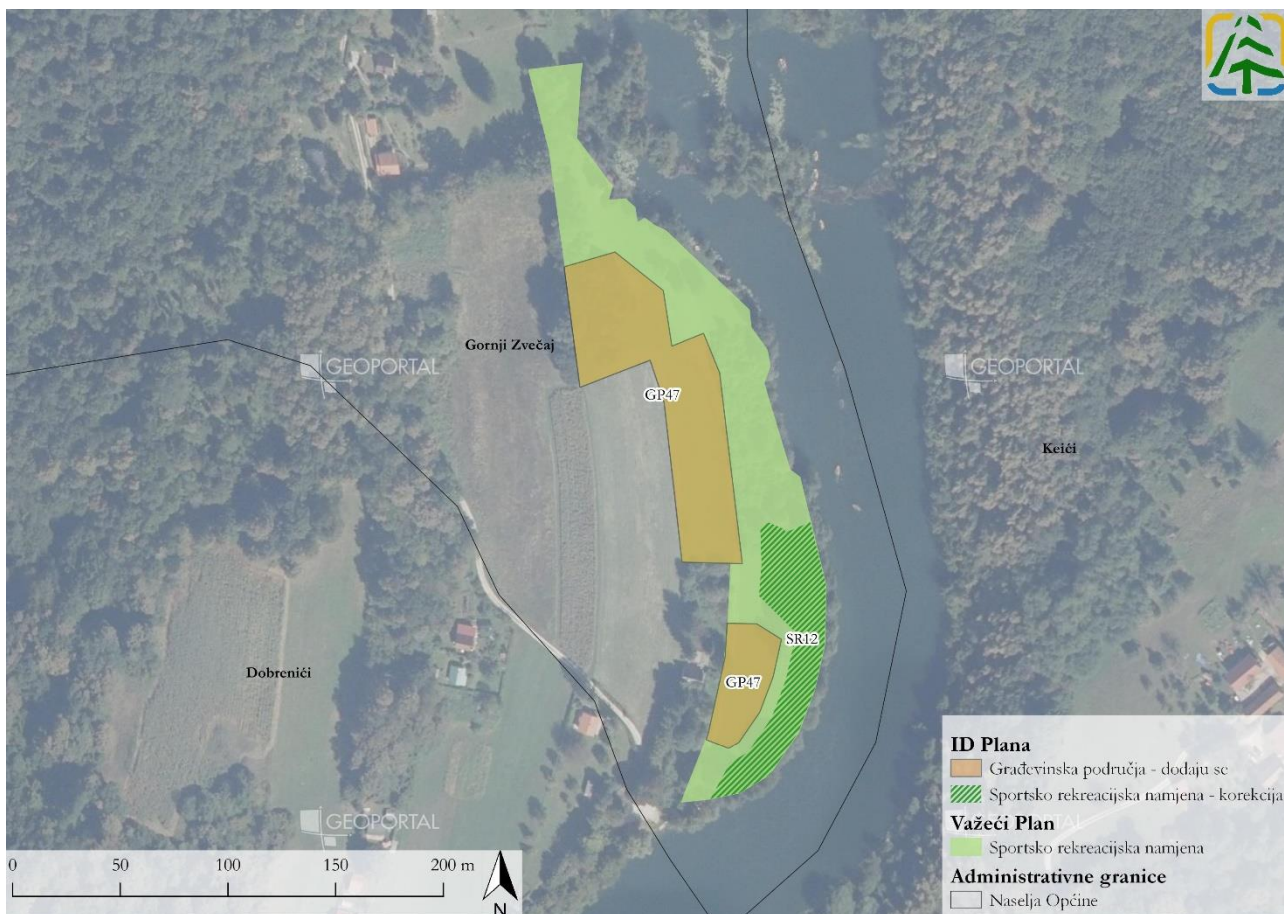 GEOPORTAL
GEOPORTAL
Gornji Zvečaj
GP47
Keići
SR12
Dobrenići
GP47
GEOPORTAL
GEOPORTAL
0 50 100 150 200 m
N
ID Plana
Građevinska područja - dodaju se
Sportsko rekreacijska namjena - korekcija
Važeći Plan
Sportsko rekreacijska namjena
Administrativne granice
Naselja Općine